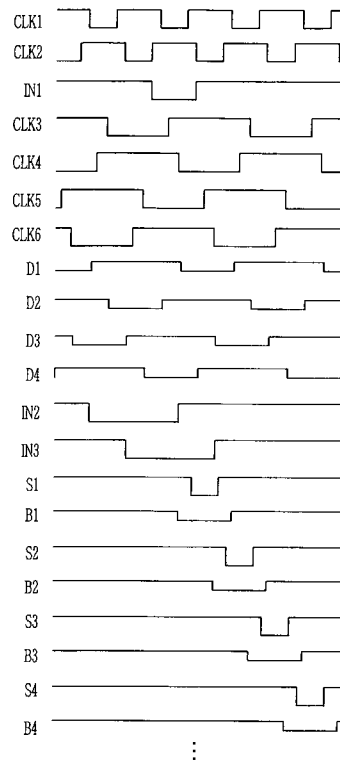 CLK1
CLK2
IN1
CLK3
CLK4
CLK5
CLK6
D1
D2
D3
D4
IN2
IN3
S1
B1
S2
B2
S3
B3
S4
B4
⋮